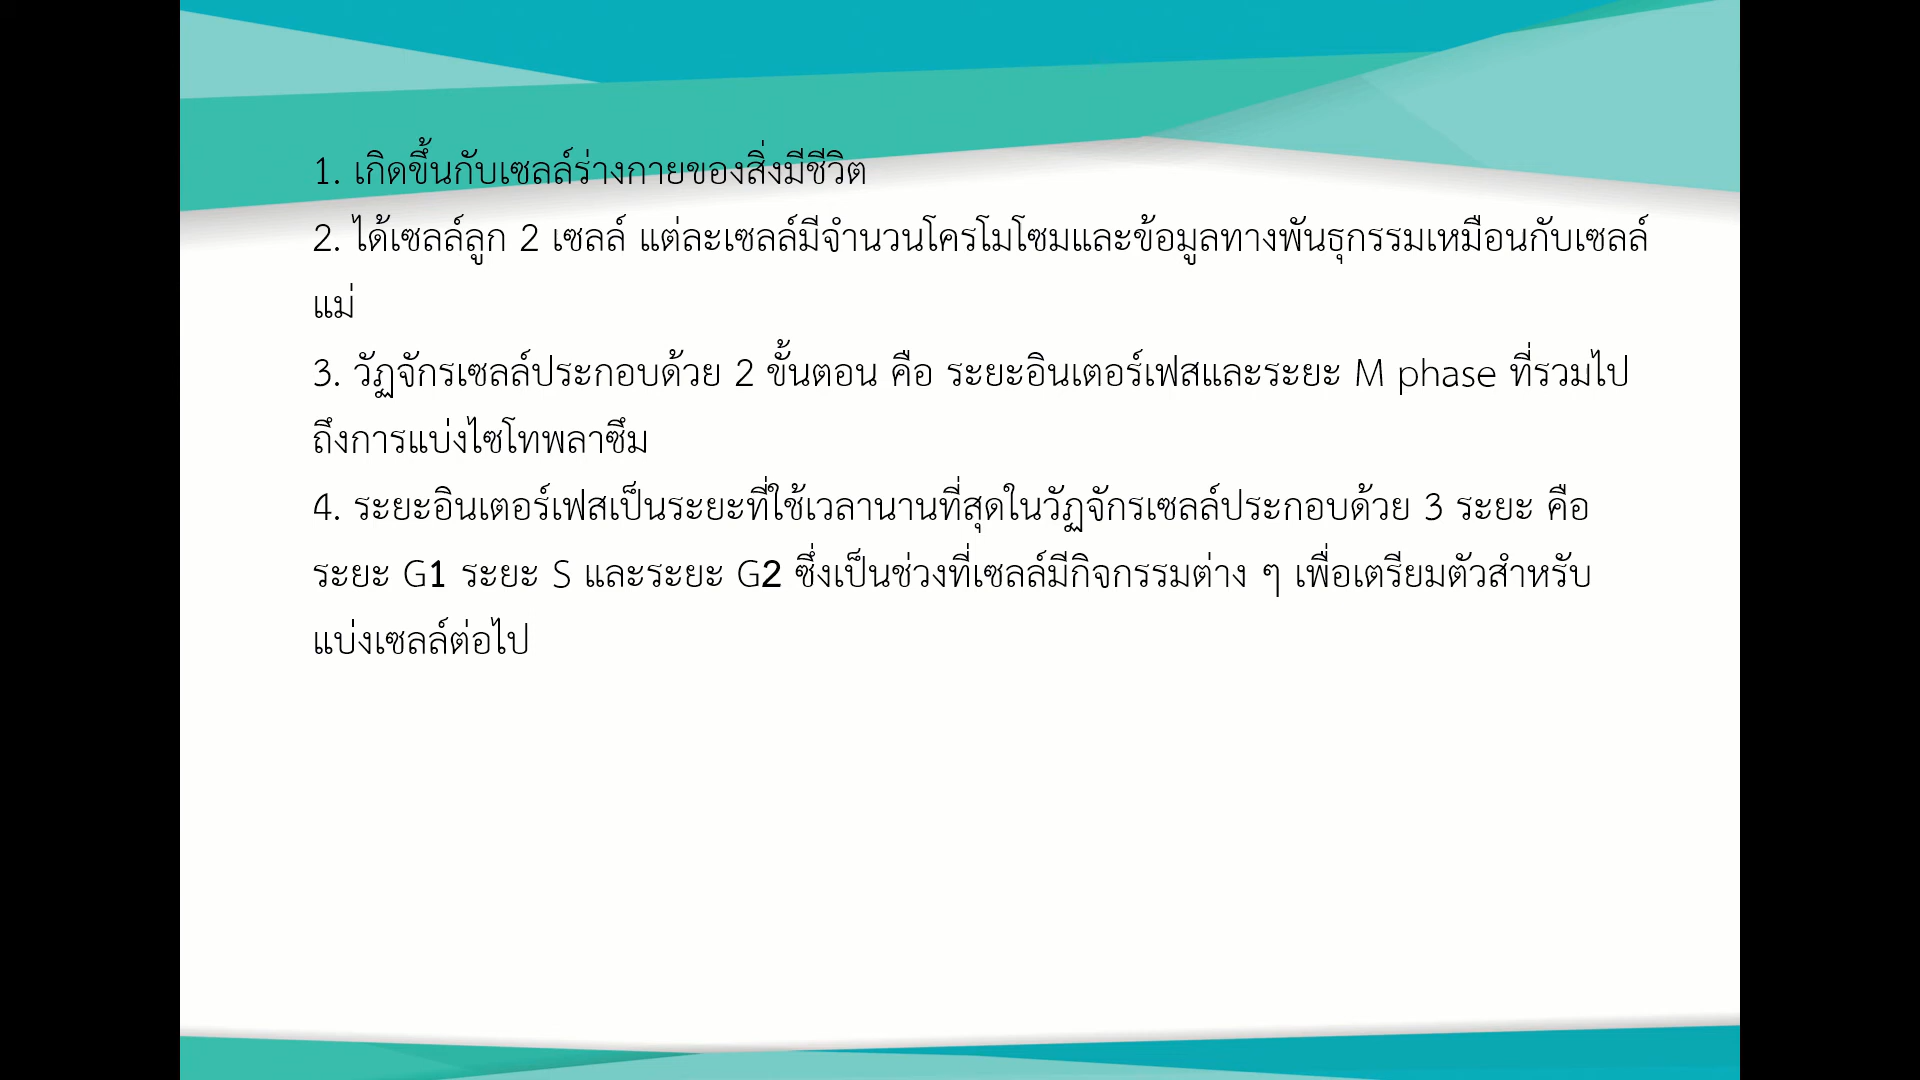 1. เกิดขึ้นกับเซลล์ร่างกายของสิ่งมีชีวิต
2. ได้เซลล์ลูก 2 เซลล์ แต่ละเซลล์มีจำนวนโครโมโซมและข้อมูลทางพันธุกรรมเหมือนกับเซลล์
แม่
3. วัฏจักรเซลล์ประกอบด้วย 2 ขั้นตอน คือ ระยะอินเตอร์เฟสและระยะ M phase ที่รวมไป
ถึงการแบ่งไซโทพลาซึม
4. ระยะอินเตอร์เฟสเป็นระยะที่ใช้เวลานานที่สุดในวัฏจักรเซลล์ประกอบด้วย 3 ระยะ คือ
ระยะ G1 ระยะ S และระยะ G2 ซึ่งเป็นช่วงที่เซลล์มีกิจกรรมต่าง ๆ เพื่อเตรียมตัวสำหรับ
แบ่งเซลล์ต่อไป